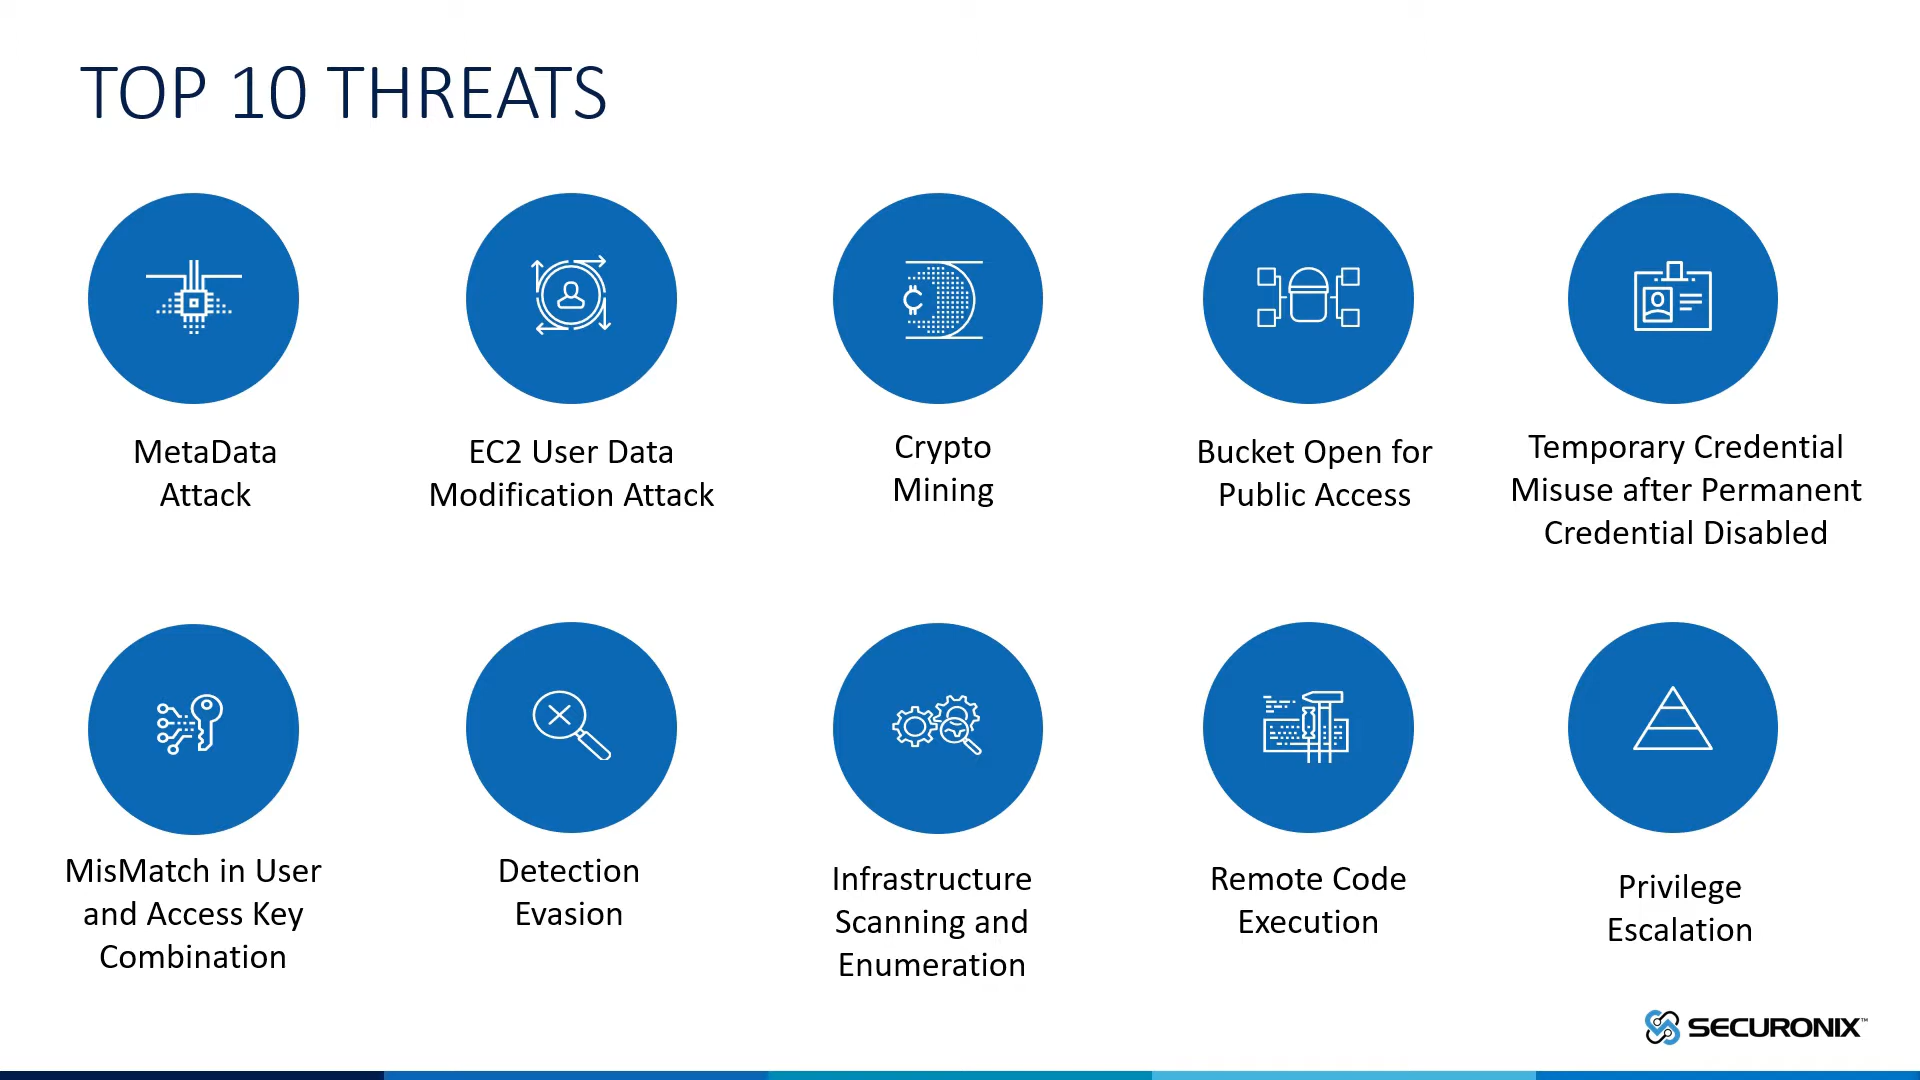 TOP 10 THREATS
MetaData
Attack
EC2 User Data
Modification Attack
Crypto
Mining
Bucket Open for
Public Access
Temporary Credential
Misuse after Permanent
Credential Disabled
MisMatch in User
and Access Key
Combination
Detection
Evasion
Infrastructure
Scanning and
Enumeration
Remote Code
Execution
Privilege
Escalation
SECURONIX™